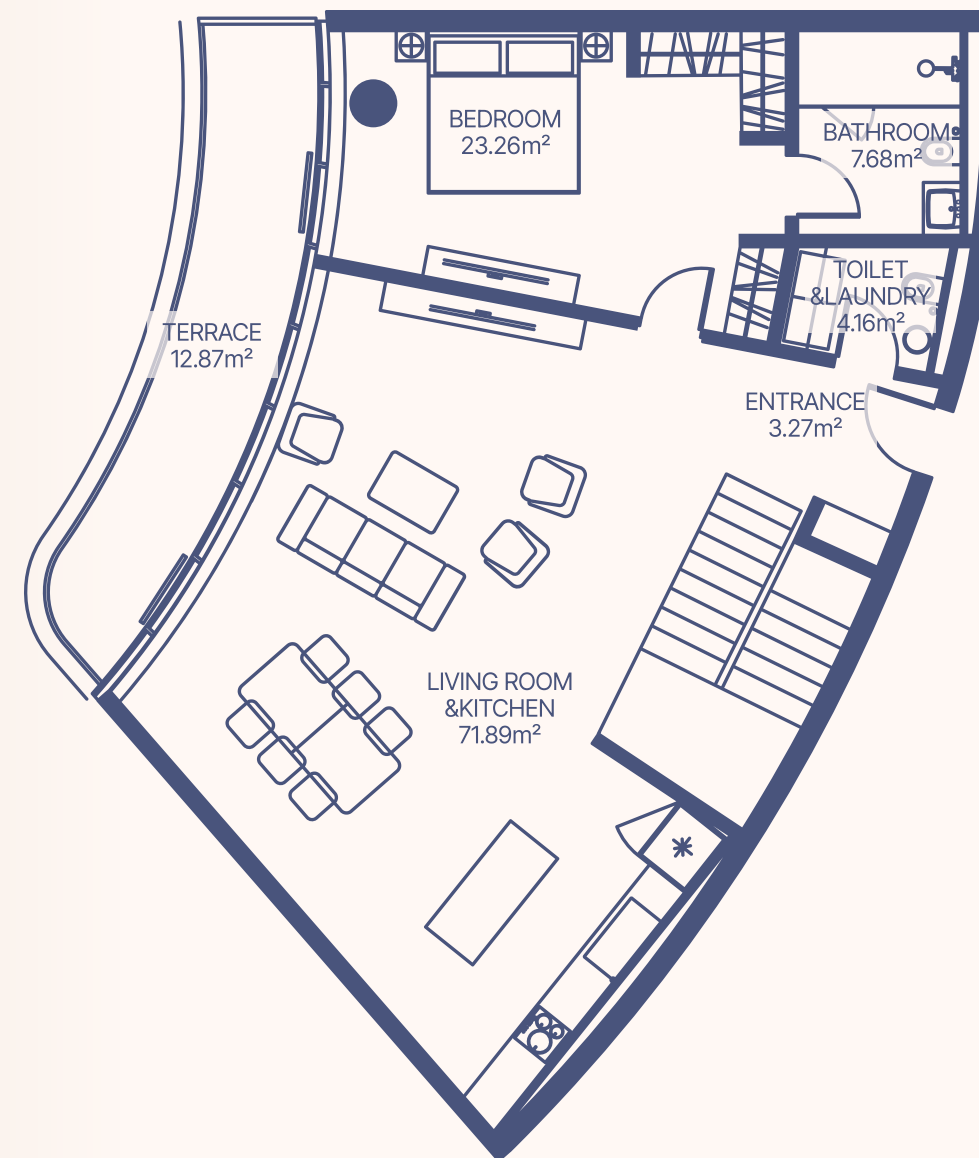 BEDROOM
23.26m²
BATHROOM
7.68m²
TOILET
&LAUNDRY
4.16m²
TERRACE
12.87m²
ENTRANCE
3.27m²
LIVING ROOM
&KITCHEN
71.89m²